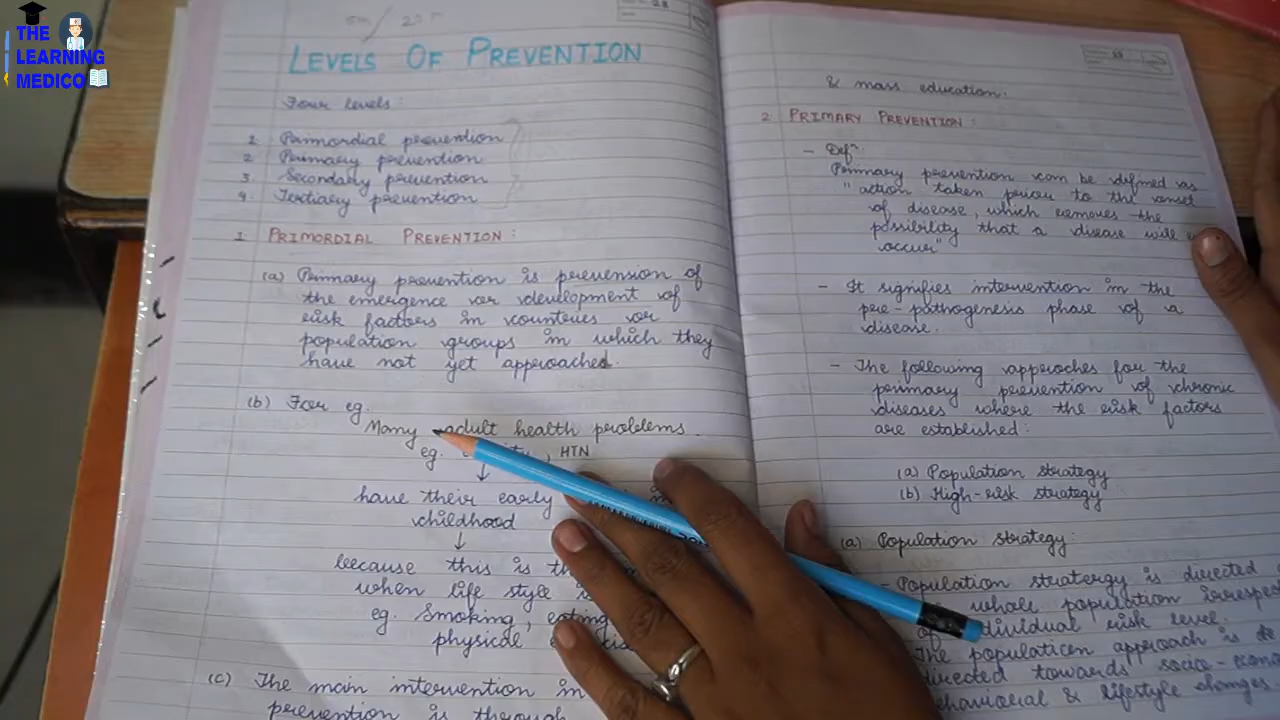 THE
LEARNING
MEDICO
LEVELS OF PREVENTION
Four levels:
1. Primordial prevention
2. Primary prevention
3. Secondary prevention
4. Tertiary prevention
1. PRIMORDIAL PREVENTION:
(a) Primary prevention is prevension of
the emergence or development of
risk factors in countries or
population groups in which they
have not yet approached.
(b) For eg.
Many adult health problems
eg. HTN
have their early
childhood
because this is
when life style
eg. Smoking, eating
physical
(c) The main intervention in
prevention is through
& mass education.
2. PRIMARY PREVENTION:
- Defⁿ:
Primary prevention can be defined as
"action taken prior to the onset
of disease, which removes the
possibility that a disease will
occur"
- It signifies intervention in the
pre-pathogenesis phase of a
disease.
- The following approaches for the
primary prevention of chronic
diseases where the risk factors
are established:
(a) Population strategy
(b) High-risk strategy
(a) Population strategy:
- Population stratergy is directed
whole population
of individual risk level.
The population approach is
directed towards socio-
& lifestyle changes.